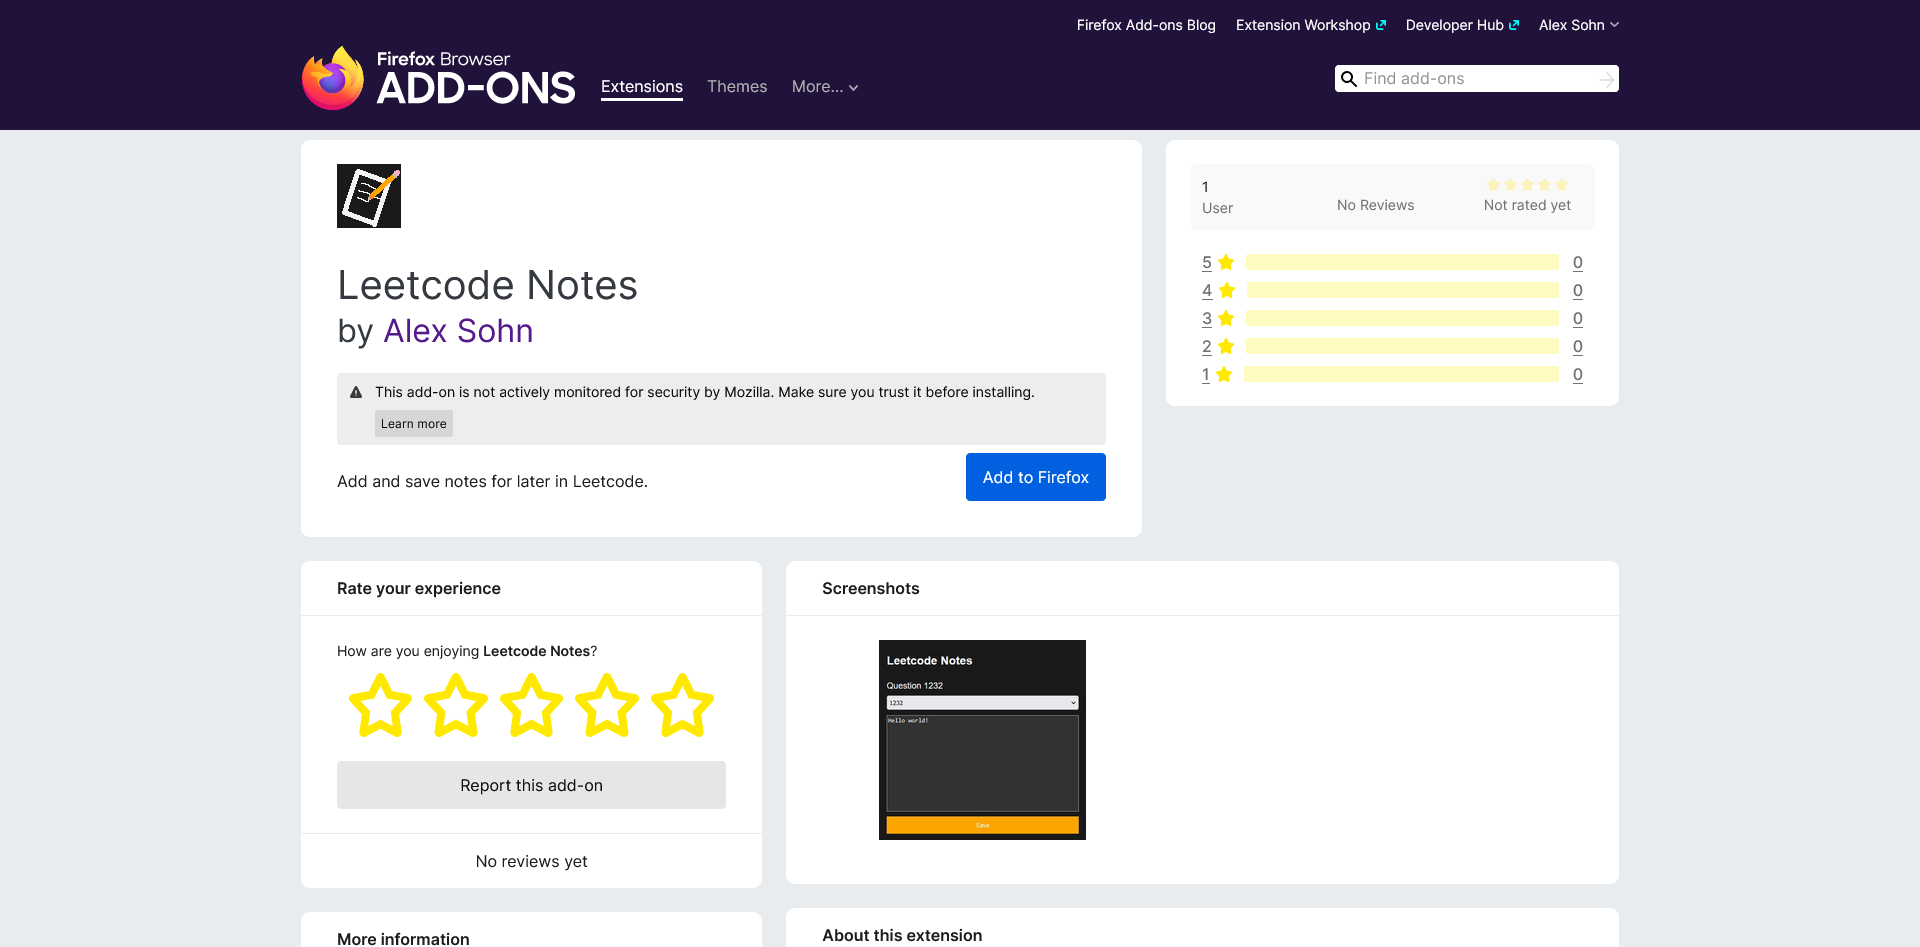 Firefox Add-ons Blog Extension Workshop Developer Hub Alex Sohn
Firefox Browser
ADD-ONS
Extensions Themes More...
Find add-ons
Leetcode Notes
by Alex Sohn
This add-on is not actively monitored for security by Mozilla. Make sure you trust it before installing.
Learn more
Add and save notes for later in Leetcode.
Add to Firefox
1
User
No Reviews
Not rated yet
5 0
4 0
3 0
2 0
1 0
Rate your experience
How are you enjoying Leetcode Notes?
Report this add-on
No reviews yet
Screenshots
Leetcode Notes
Question 1232
1232
Hello world!
Save
More information
About this extension